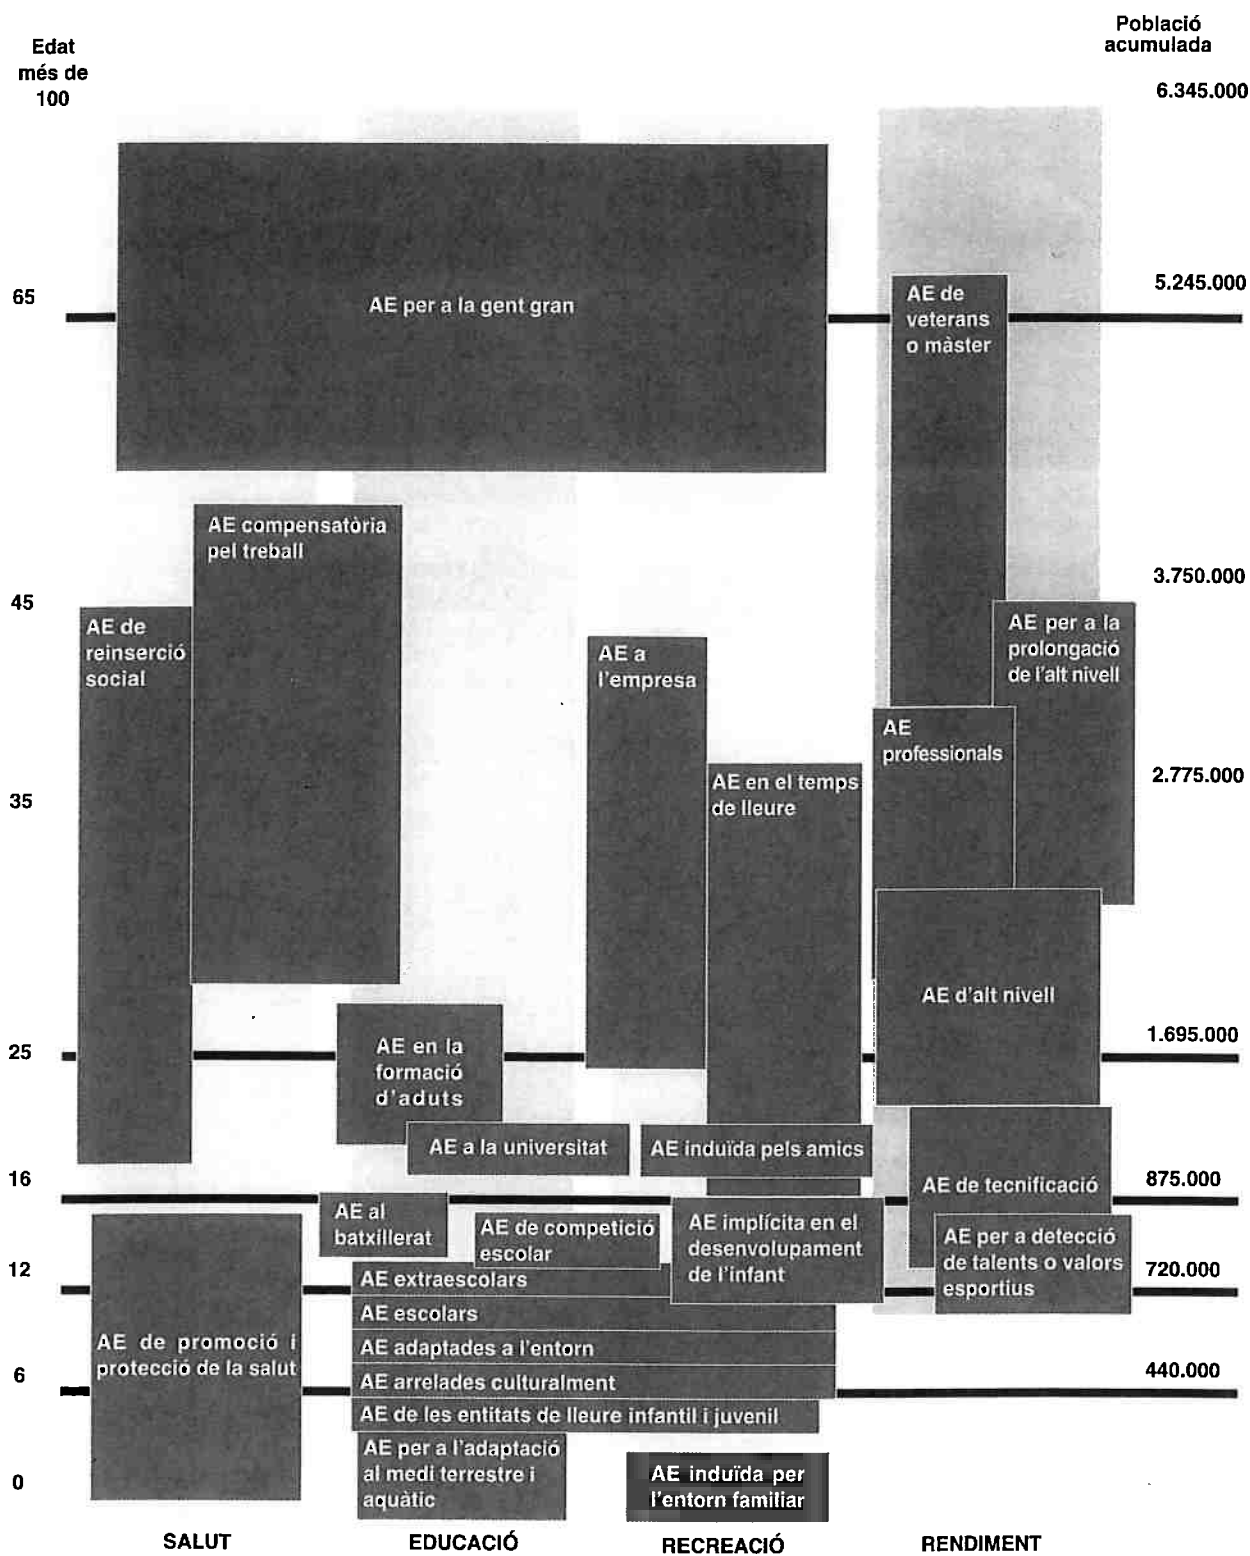 Edat
més de
100
Població
acumulada
6.345.000
65
AE per a la gent gran
AE de
veterans
o màster
5.245.000
AE compensatòria
pel treball
45
3.750.000
AE de
reinserció
social
AE a
l'empresa
AE per a la
prolongació
de l'alt nivell
AE
professionals
35
AE en el temps
de lleure
2.775.000
AE d'alt nivell
25
AE en la
formació
d'aduts
1.695.000
AE a la universitat
AE induïda pels amics
16
AE de tecnificació
875.000
AE al
batxillerat
AE de competició
escolar
AE implícita en el
desenvolupament
de l'infant
AE per a detecció
de talents o valors
esportius
12
AE extraescolars
720.000
AE escolars
AE de promoció i
protecció de la salut
AE adaptades a l'entorn
6
AE arrelades culturalment
440.000
AE de les entitats de lleure infantil i juvenil
AE per a l'adaptació
al medi terrestre i
aquàtic
0
AE induïda per
l'entorn familiar
SALUT
EDUCACIÓ
RECREACIÓ
RENDIMENT